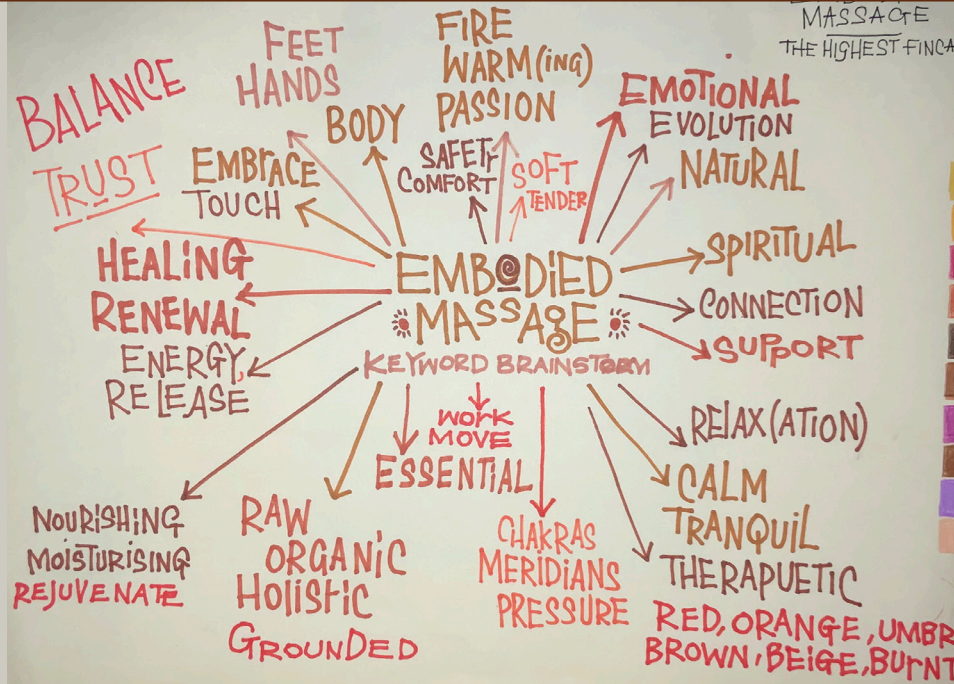 MASSAGE
THE HIGHEST FINCA
FEET
HANDS
FIRE
WARM(ing)
PASSION
BALANCE
TRUST
BODY
EMBRACE
TOUCH
SAFETY
COMFORT
SOFT
TENDER
EMOTIONAL
EVOLUTION
NATURAL
HEALiNG
RENEWAL
ENERGY,
RELEASE
EMBODiED
MASSAgE
KEYWORD BRAINSTORM
SPIRITUAL
CONNECTION
SUPPORT
WORK
MOVE
ESSENTiAL
RELAX(ATION)
CALM
TRANQUIL
THERAPUETIC
NOURISHING
MOiSTURISING
REJUVENATE
RAW
ORGANiC
HOliStiC
GROUNDED
CHAKRAS
MERIDIANS
PRESSURE
RED, ORANGE, UMBR
BROWN, BEIGE, BURNT